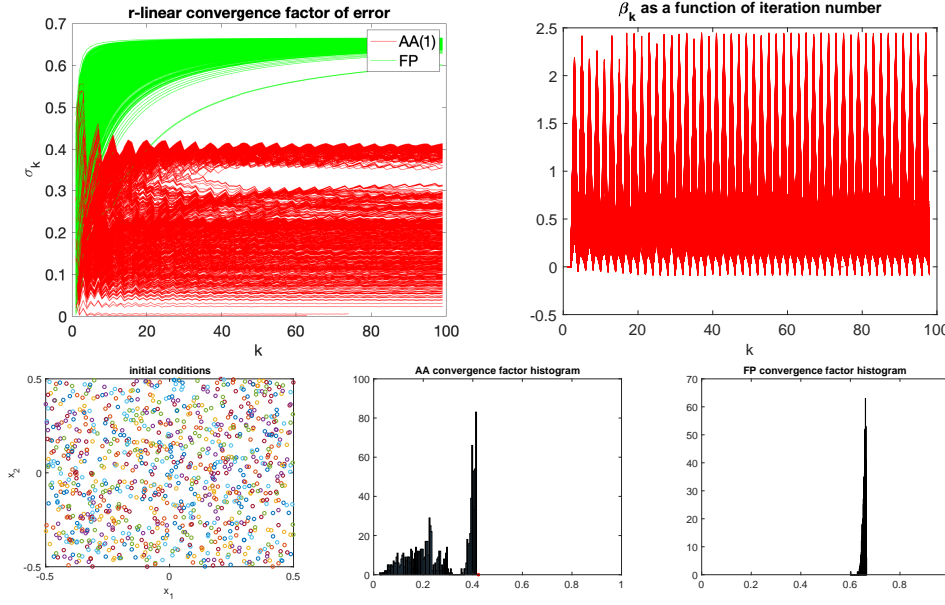 r-linear convergence factor of error
0.7
0.6
0.5
0.4
0.3
0.2
0.1
0
σk
0 20 40 60 80 100
k
AA(1)
FP
βk as a function of iteration number
2.5
2
1.5
1
0.5
0
-0.5
0 20 40 60 80 100
k
initial conditions
0.5
0
-0.5
x2
-0.5 0 0.5
x1
AA convergence factor histogram
100
80
60
40
20
0
0 0.2 0.4 0.6 0.8 1
FP convergence factor histogram
70
60
50
40
30
20
10
0
0 0.2 0.4 0.6 0.8